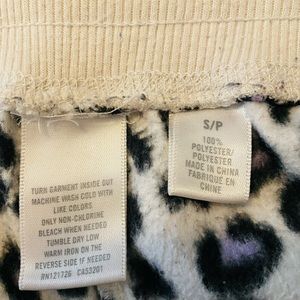 TURN GARMENT INSIDE OUT
MACHINE WASH COLD WITH
LIKE COLORS
ONLY NON-CHLORINE
BLEACH WHEN NEEDED
TUMBLE DRY LOW
WARM IRON ON THE
REVERSE SIDE IF NEEDED
RN121726 CA53201
S/P
100%
POLYESTER/
POLYESTER
MADE IN CHINA
FABRIQUE EN
CHINE